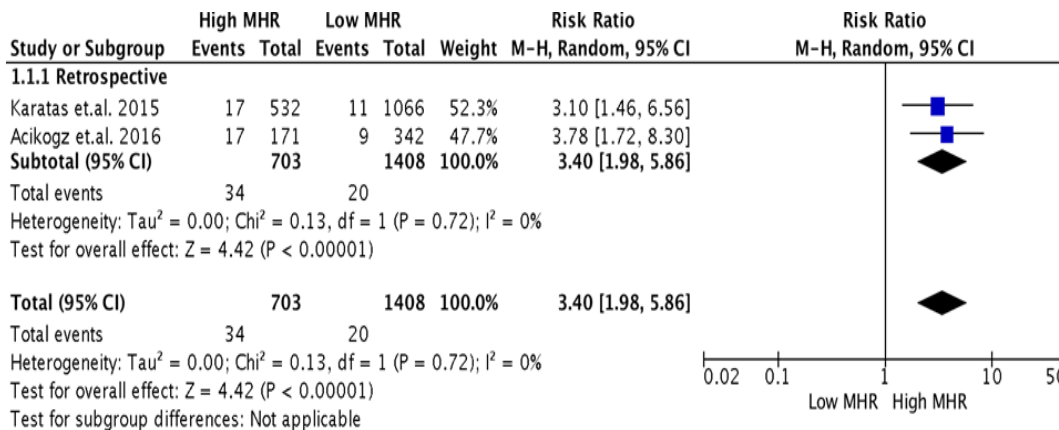 High MHR Low MHR Risk Ratio Risk Ratio
Study or Subgroup Events Total Events Total Weight M-H, Random, 95% CI M-H, Random, 95% CI
1.1.1 Retrospective
Karatas et.al. 2015 17 532 11 1066 52.3% 3.10 [1.46, 6.56]
Acikogz et.al. 2016 17 171 9 342 47.7% 3.78 [1.72, 8.30]
Subtotal (95% CI) 703 1408 100.0% 3.40 [1.98, 5.86]
Total events 34 20
Heterogeneity: Tau² = 0.00; Chi² = 0.13, df = 1 (P = 0.72); I² = 0%
Test for overall effect: Z = 4.42 (P < 0.00001)
Total (95% CI) 703 1408 100.0% 3.40 [1.98, 5.86]
Total events 34 20
Heterogeneity: Tau² = 0.00; Chi² = 0.13, df = 1 (P = 0.72); I² = 0%
Test for overall effect: Z = 4.42 (P < 0.00001)
Test for subgroup differences: Not applicable
0.02 0.1 1 10 50
Low MHR High MHR